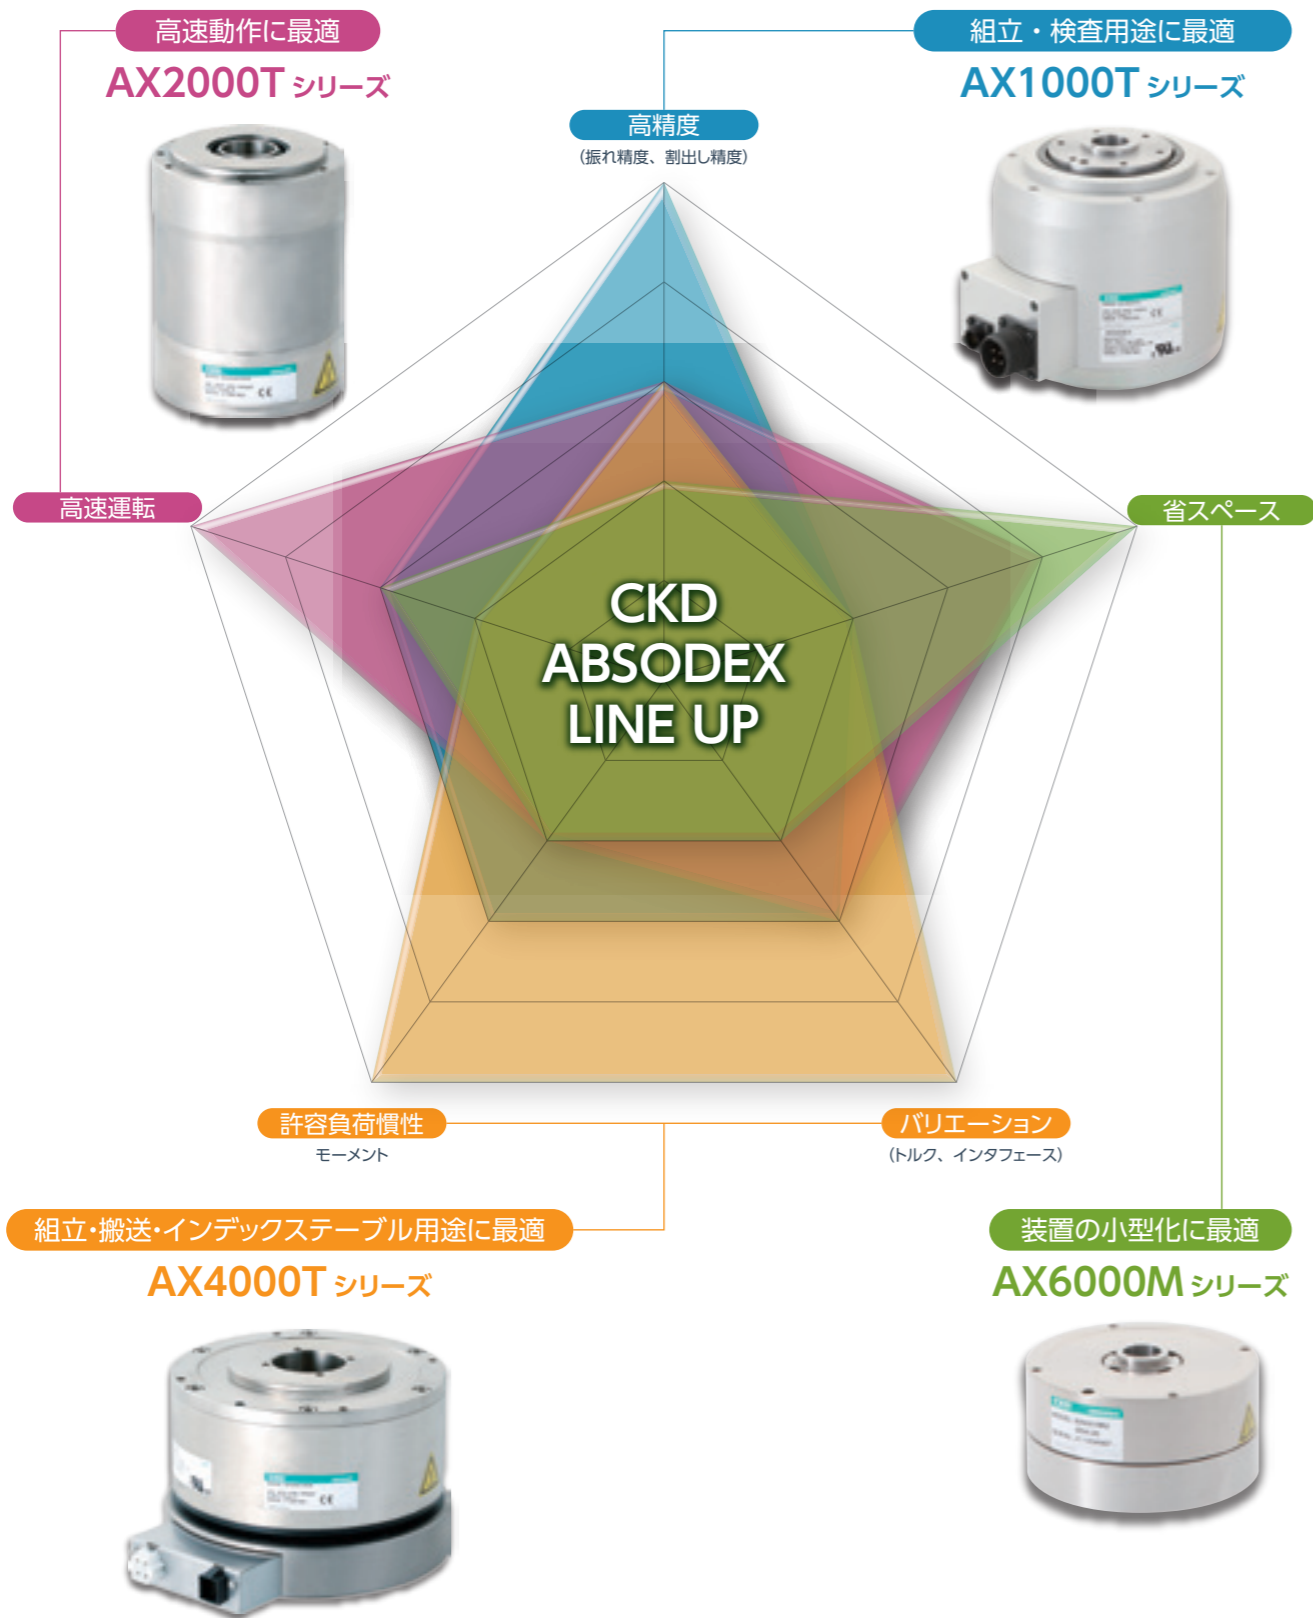 高速動作に最適
AX2000T シリーズ
組立・検査用途に最適
AX1000T シリーズ
高精度
(振れ精度、割出し精度)
高速運転
省スペース
CKD
ABSODEX
LINE UP
許容負荷慣性
モーメント
バリエーション
(トルク、インタフェース)
組立・搬送・インデックステーブル用途に最適
AX4000T シリーズ
装置の小型化に最適
AX6000M シリーズ